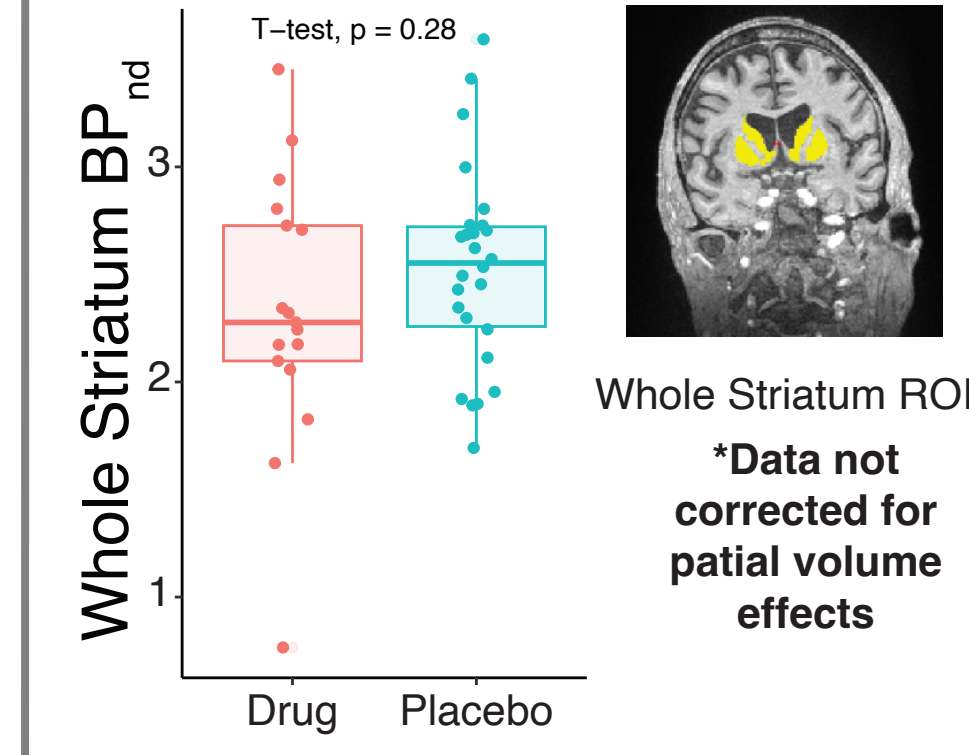 T−test, p = 0.28
Whole Striatum BPnd
3
2
1
Drug Placebo
Whole Striatum ROI
*Data not
corrected for
patial volume
effects